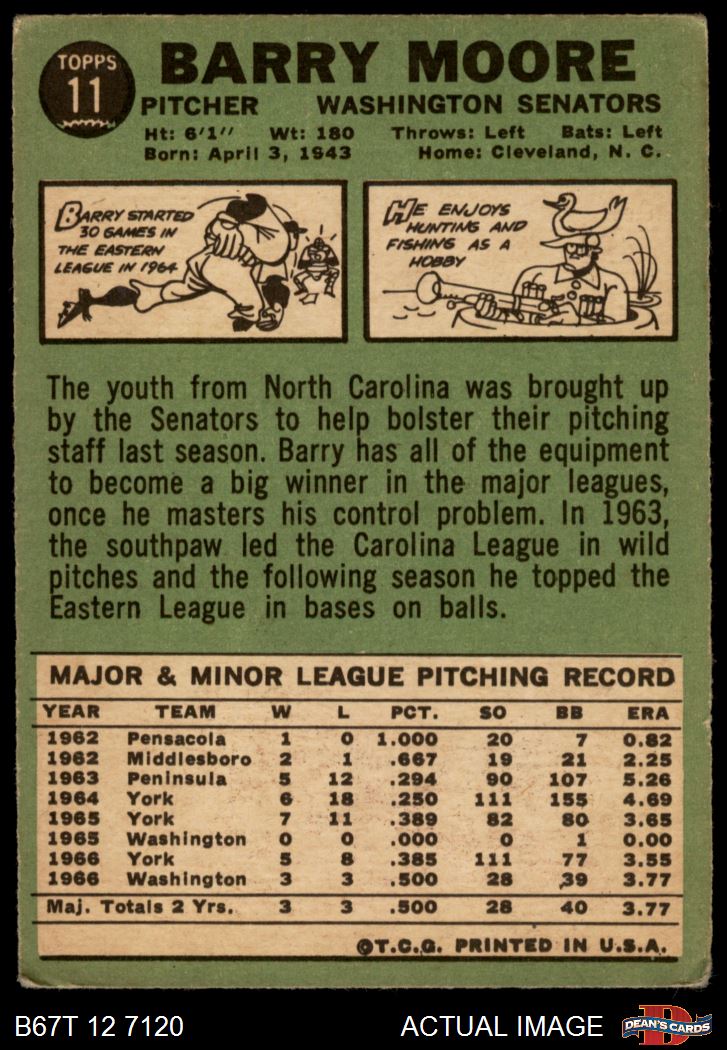 TOPPS
11
BARRY MOORE
PITCHER WASHINGTON SENATORS
Ht: 6'1" Wt: 180 Throws: Left Bats: Left
Born: April 3, 1943 Home: Cleveland, N. C.
BARRY STARTED
30 GAMES IN
THE EASTERN
LEAGUE IN 1964
HE ENJOYS
HUNTING AND
FISHING AS A
HOBBY
The youth from North Carolina was brought up
by the Senators to help bolster their pitching
staff last season. Barry has all of the equipment
to become a big winner in the major leagues,
once he masters his control problem. In 1963,
the southpaw led the Carolina League in wild
pitches and the following season he topped the
Eastern League in bases on balls.
MAJOR & MINOR LEAGUE PITCHING RECORD
YEAR TEAM W L PCT. SO BB ERA
1962 Pensacola 1 0 1.000 20 7 0.82
1962 Middlesboro 2 1 .667 19 21 2.25
1963 Peninsula 5 12 .294 90 107 5.26
1964 York 6 18 .250 111 155 4.69
1965 York 7 11 .389 82 80 3.65
1965 Washington 0 0 .000 0 1 0.00
1966 York 5 8 .385 111 77 3.55
1966 Washington 3 3 .500 28 39 3.77
Maj. Totals 2 Yrs. 3 3 .500 28 40 3.77
©T.C.G. PRINTED IN U.S.A.
B67T 12 7120 ACTUAL IMAGE
D
DEAN'S CARDS